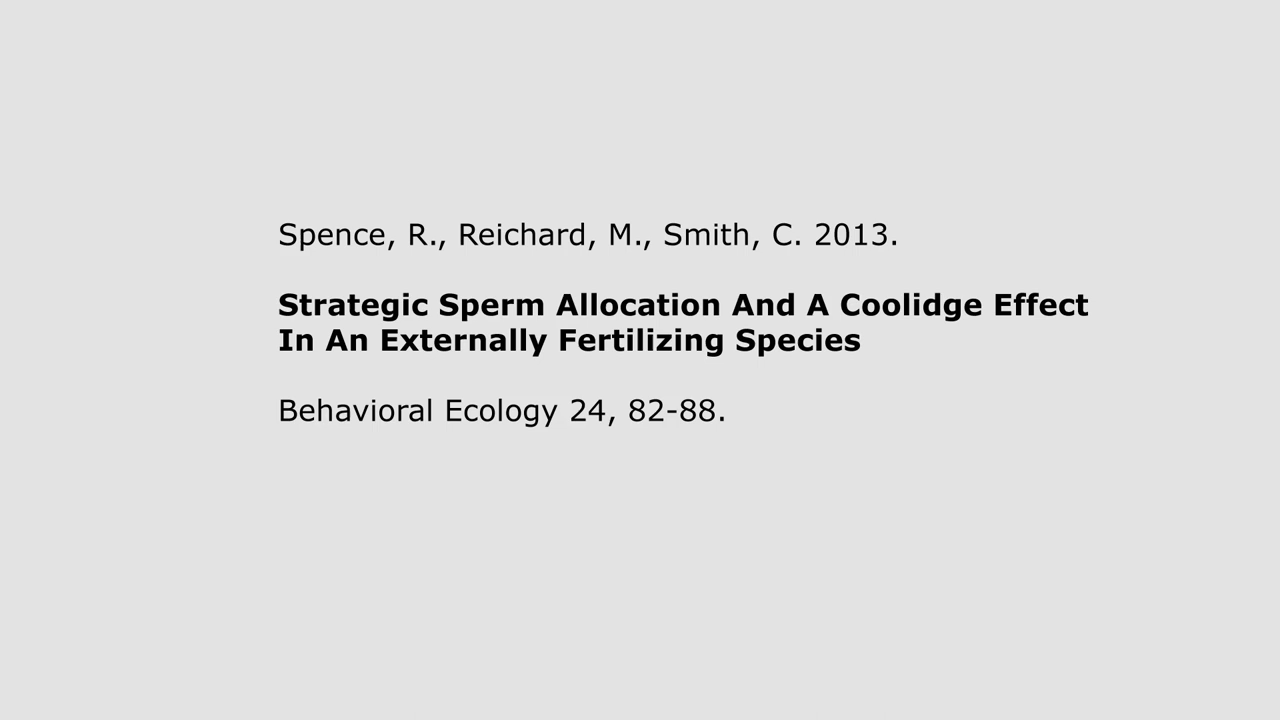 Spence, R., Reichard, M., Smith, C. 2013.
Strategic Sperm Allocation And A Coolidge Effect
In An Externally Fertilizing Species
Behavioral Ecology 24, 82-88.